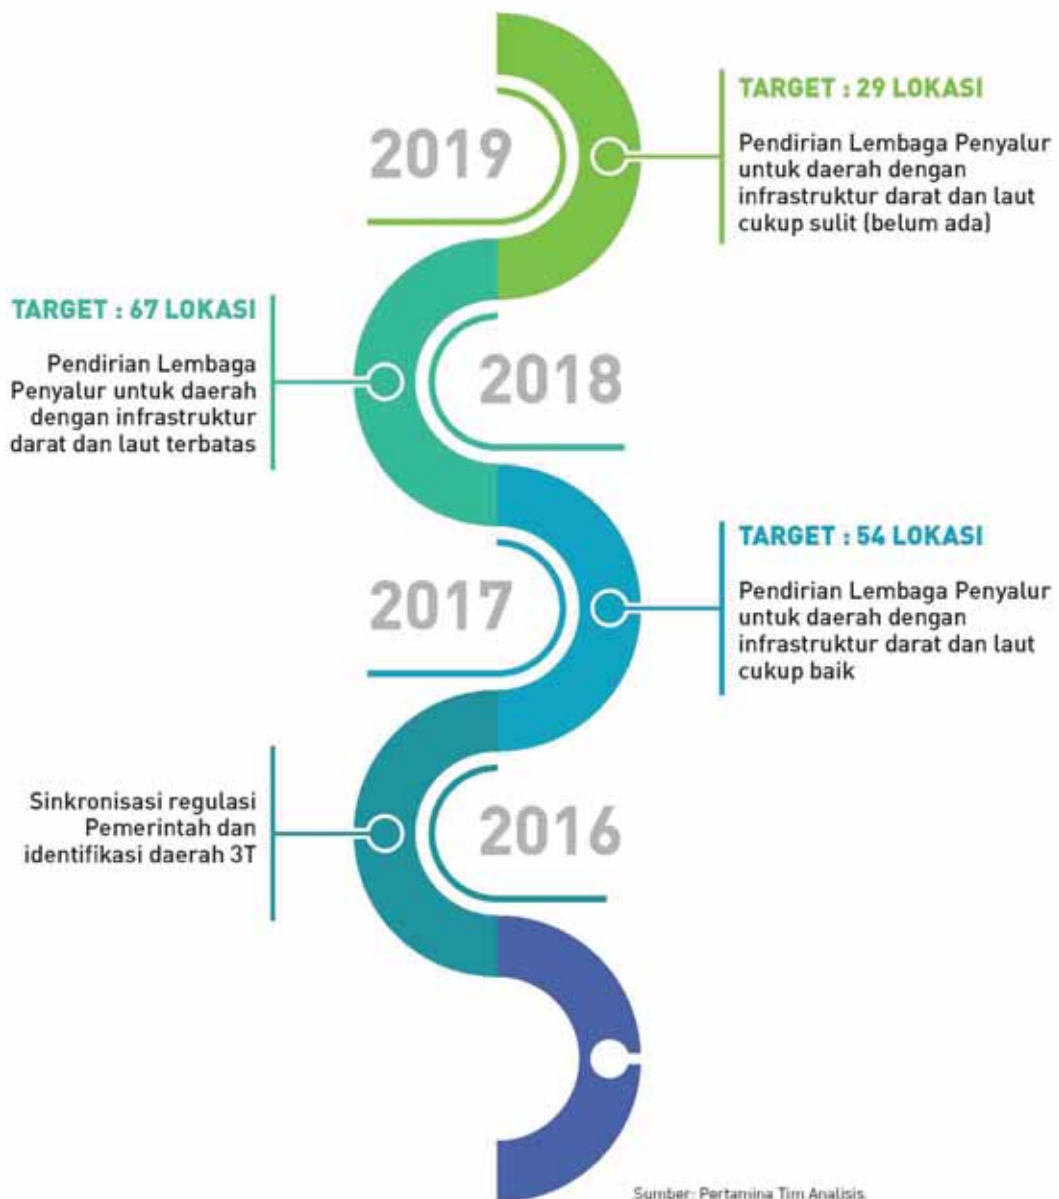 2019
TARGET : 29 LOKASI
Pendirian Lembaga Penyalur
untuk daerah dengan
infrastruktur darat dan laut
cukup sulit (belum ada)
TARGET : 67 LOKASI
Pendirian Lembaga
Penyalur untuk daerah
dengan infrastruktur
darat dan laut terbatas
2018
2017
TARGET : 54 LOKASI
Pendirian Lembaga Penyalur
untuk daerah dengan
infrastruktur darat dan laut
cukup baik
Sinkronisasi regulasi
Pemerintah dan
identifikasi daerah 3T
2016
Sumber: Pertamina Tim Analisis.